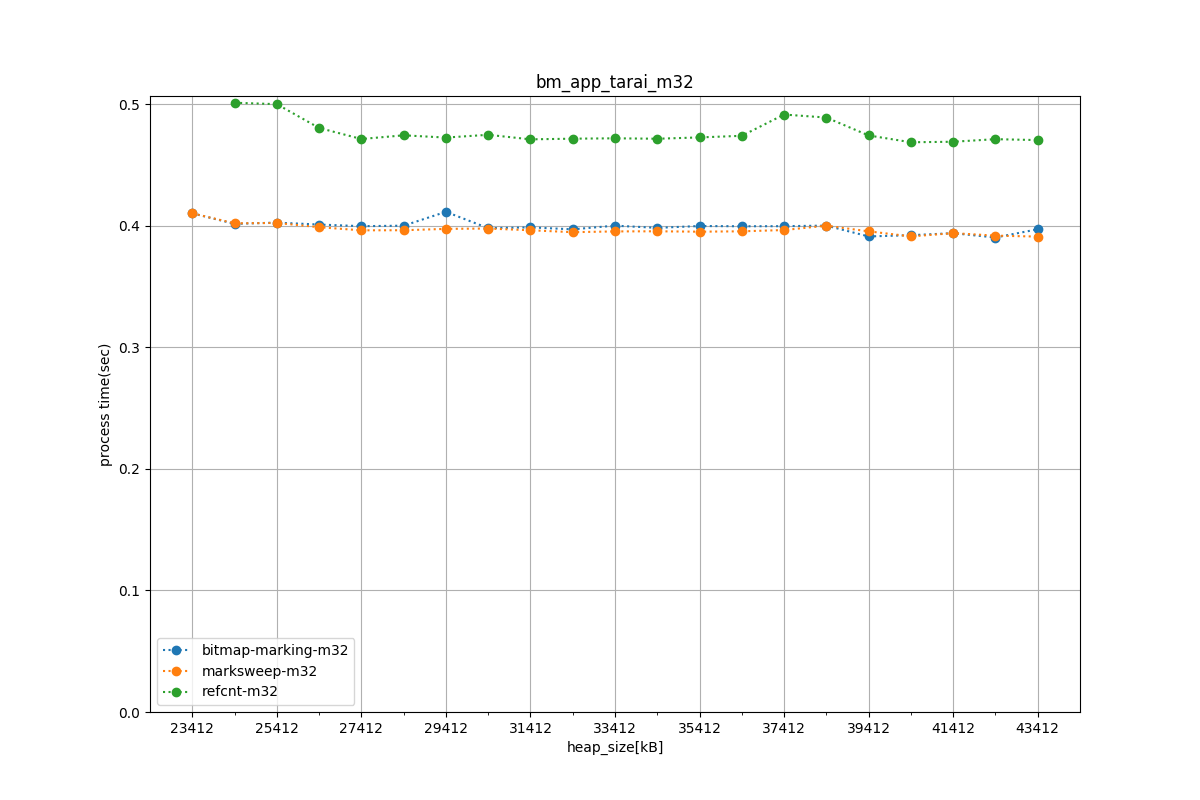 bm_app_tarai_m32
0.5
0.4
0.3
0.2
0.1
0.0
process time(sec)
bitmap-marking-m32
marksweep-m32
refcnt-m32
23412 25412 27412 29412 31412 33412 35412 37412 39412 41412 43412
heap_size[kB]